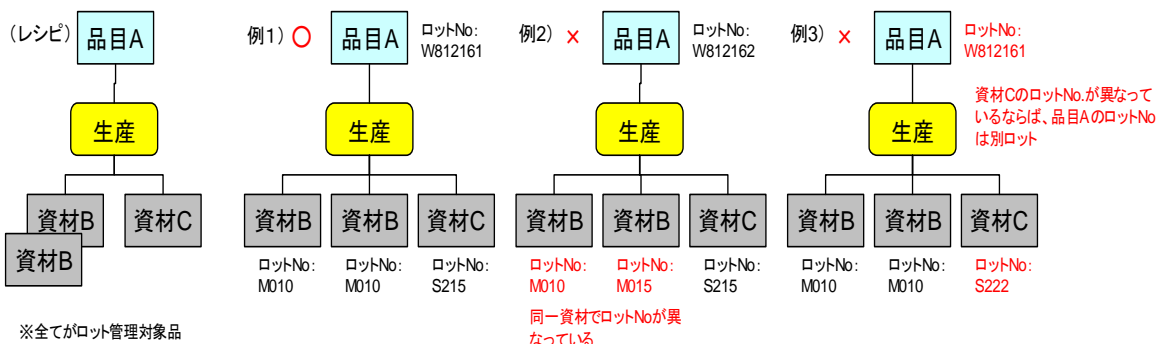 (レシピ)
品目A
生産
資材B
資材B
資材C
※全てがロット管理対象品
例1)○
品目A
ロットNo:
W812161
生産
資材B
資材B
資材C
ロットNo:
M010
ロットNo:
M010
ロットNo:
S215
例2) ×
品目A
ロットNo:
W812162
生産
資材B
資材B
資材C
ロットNo:
M010
ロットNo:
M015
ロットNo:
S215
同一資材でロットNoが異
なっている
例3) ×
品目A
ロットNo:
W812161
資材CのロットNo.が異なって
いるならば、品目AのロットNo
は別ロット
生産
資材B
資材B
資材C
ロットNo:
M010
ロットNo:
M010
ロットNo:
S222